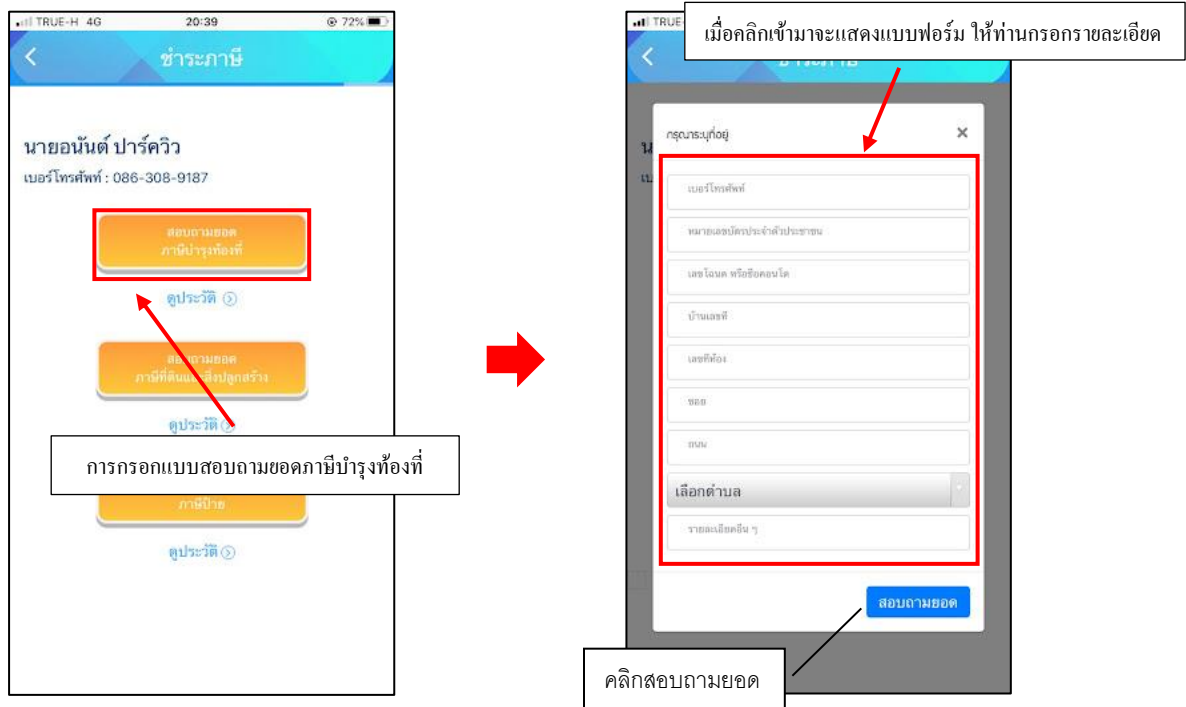 TRUE-H 4G 20:39 72%
ชำระภาษี
นายอนันต์ ปาร์ควิว
เบอร์โทรศัพท์ : 086-308-9187
สอบถามยอด
ภาษีบำรุงท้องที่
ดูประวัติ
สอบถามยอด
ภาษีที่ดินและสิ่งปลูกสร้าง
ดูประวัติ
การกรอกแบบสอบถามยอดภาษีบำรุงท้องที่
ภาษีป้าย
ดูประวัติ
TRUE-
เมื่อคลิกเข้ามาจะแสดงแบบฟอร์ม ให้ท่านกรอกรายละเอียด
กรุณาระบุที่อยู่
เบอร์โทรศัพท์
หมายเลขบัตรประจำตัวประชาชน
เลขโฉนด หรือชื่อคอนโด
บ้านเลขที่
เลขที่ห้อง
ซอย
ถนน
เลือกตำบล
รายละเอียดอื่น ๆ
สอบถามยอด
คลิกสอบถามยอด